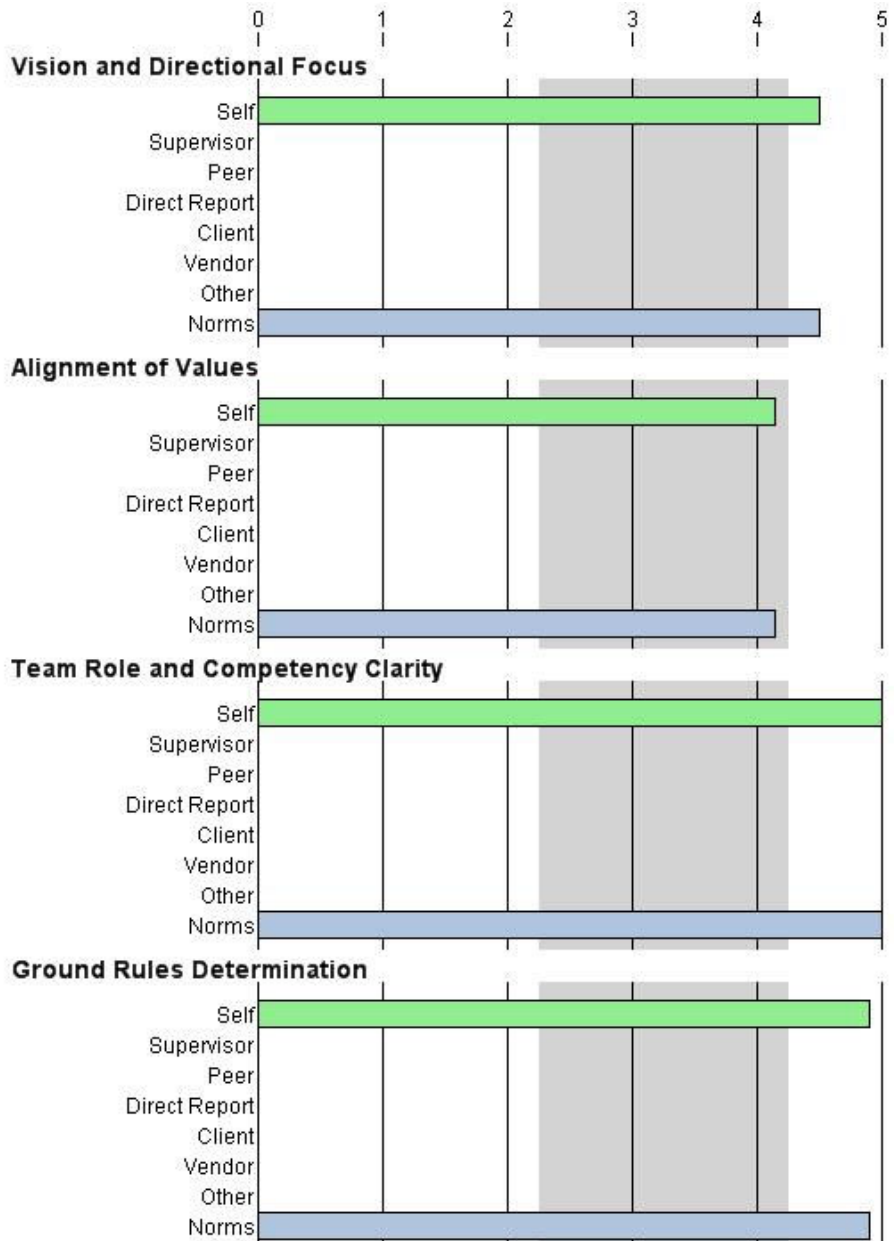 0 1 2 3 4 5
Vision and Directional Focus
Self
Supervisor
Peer
Direct Report
Client
Vendor
Other
Norms
Alignment of Values
Self
Supervisor
Peer
Direct Report
Client
Vendor
Other
Norms
Team Role and Competency Clarity
Self
Supervisor
Peer
Direct Report
Client
Vendor
Other
Norms
Ground Rules Determination
Self
Supervisor
Peer
Direct Report
Client
Vendor
Other
Norms